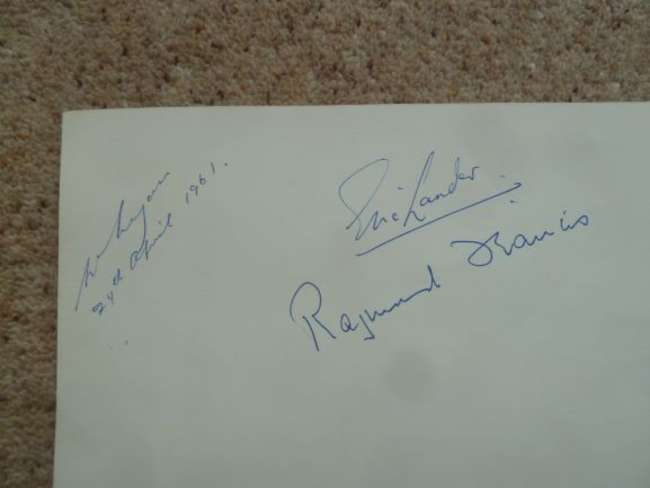 24th April 1961.
Eric Lander
Raymond Francis